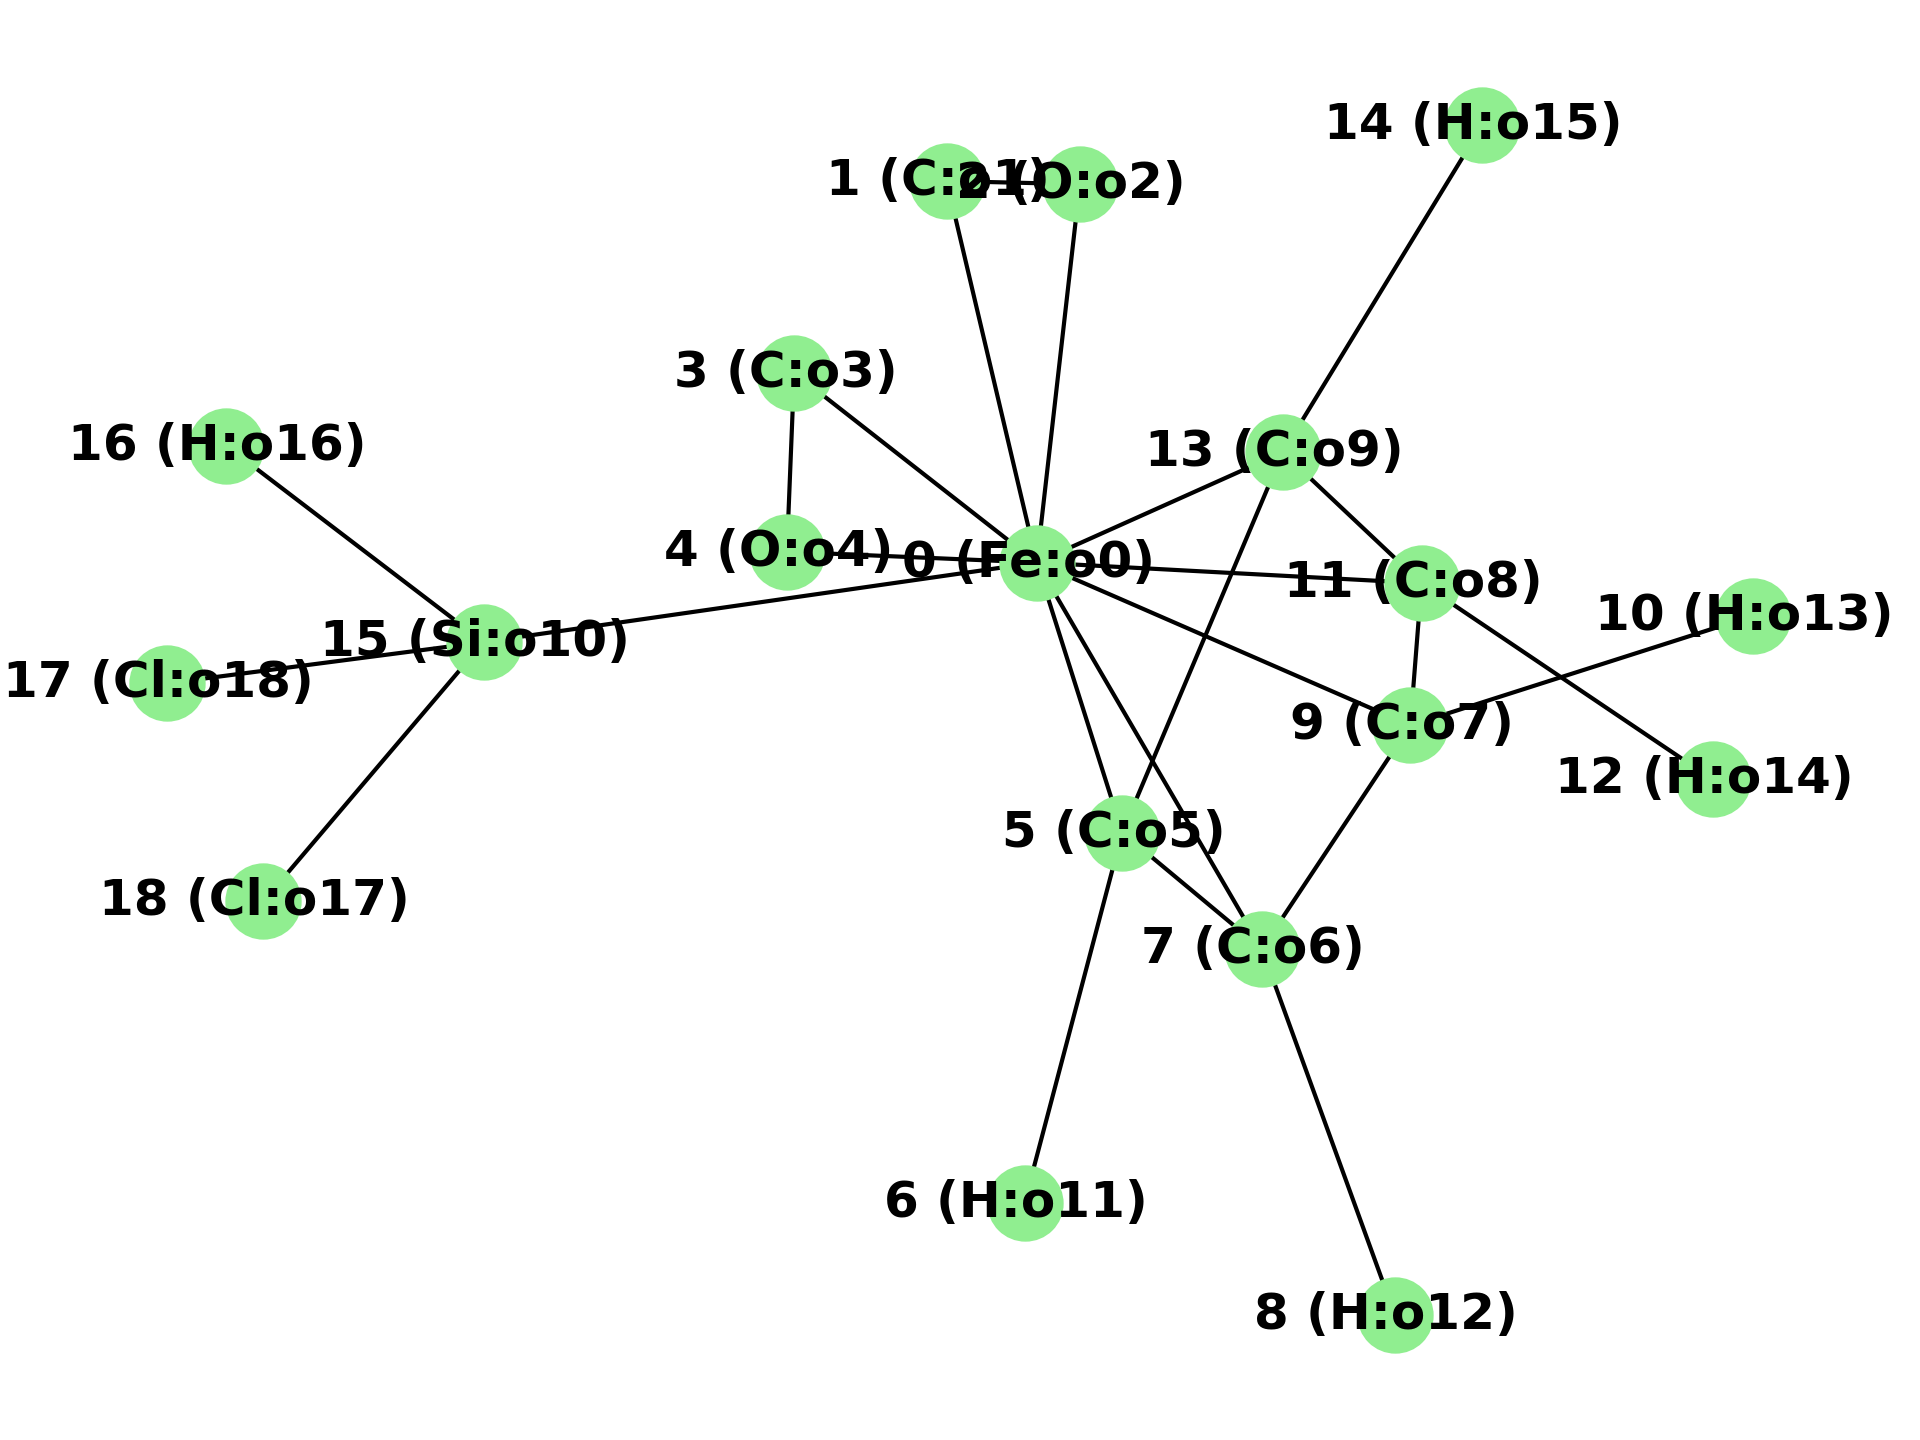 14 (H:o15)
1 (C:o1)
2 (O:o2)
3 (C:o3)
16 (H:o16)
13 (C:o9)
4 (O:o4)
0 (Fe:o0)
11 (C:o8)
10 (H:o13)
15 (Si:o10)
17 (Cl:o18)
9 (C:o7)
12 (H:o14)
5 (C:o5)
18 (Cl:o17)
7 (C:o6)
6 (H:o11)
8 (H:o12)